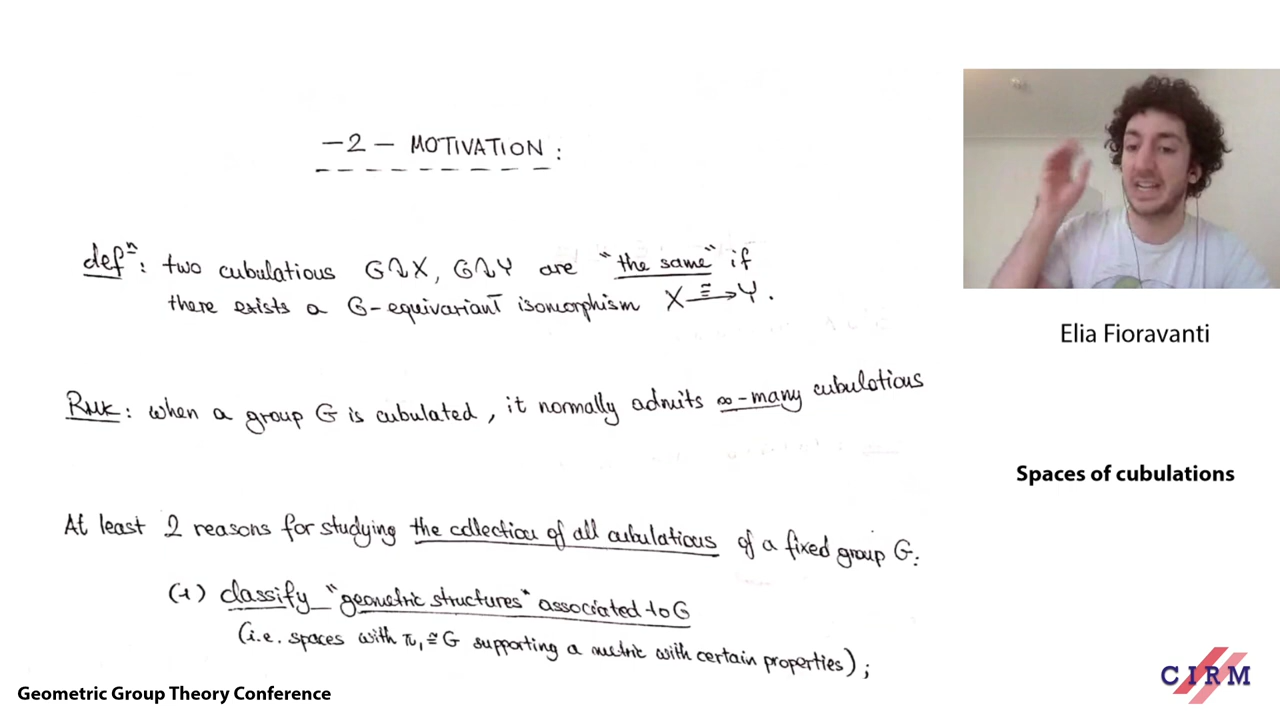 -2- MOTIVATION:
defⁿ: two cubulations G↷X, G↷Y are "the same" if
there exists a G-equivariant isomorphism X ≅→ Y.
Rmk: when a group G is cubulated, it normally admits ∞-many cubulations
At least 2 reasons for studying the collection of all cubulations of a fixed group G:
(1) classify "geometric structures" associated to G
(i.e. spaces with π₁≅G supporting a metric with certain properties);
Elia Fioravanti
Spaces of cubulations
Geometric Group Theory Conference
CIRM